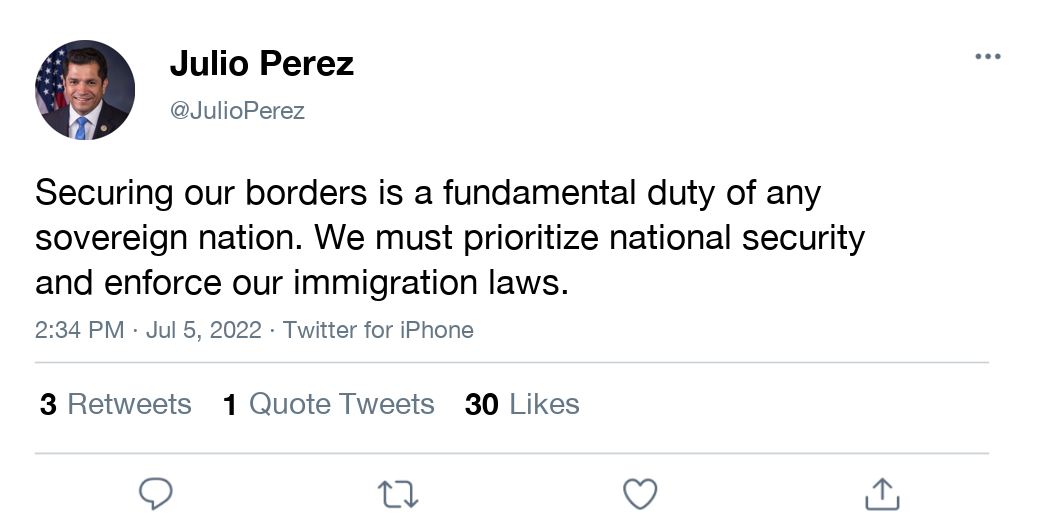 Julio Perez
@JulioPerez
Securing our borders is a fundamental duty of any
sovereign nation. We must prioritize national security
and enforce our immigration laws.
2:34 PM · Jul 5, 2022 · Twitter for iPhone
3 Retweets 1 Quote Tweets 30 Likes